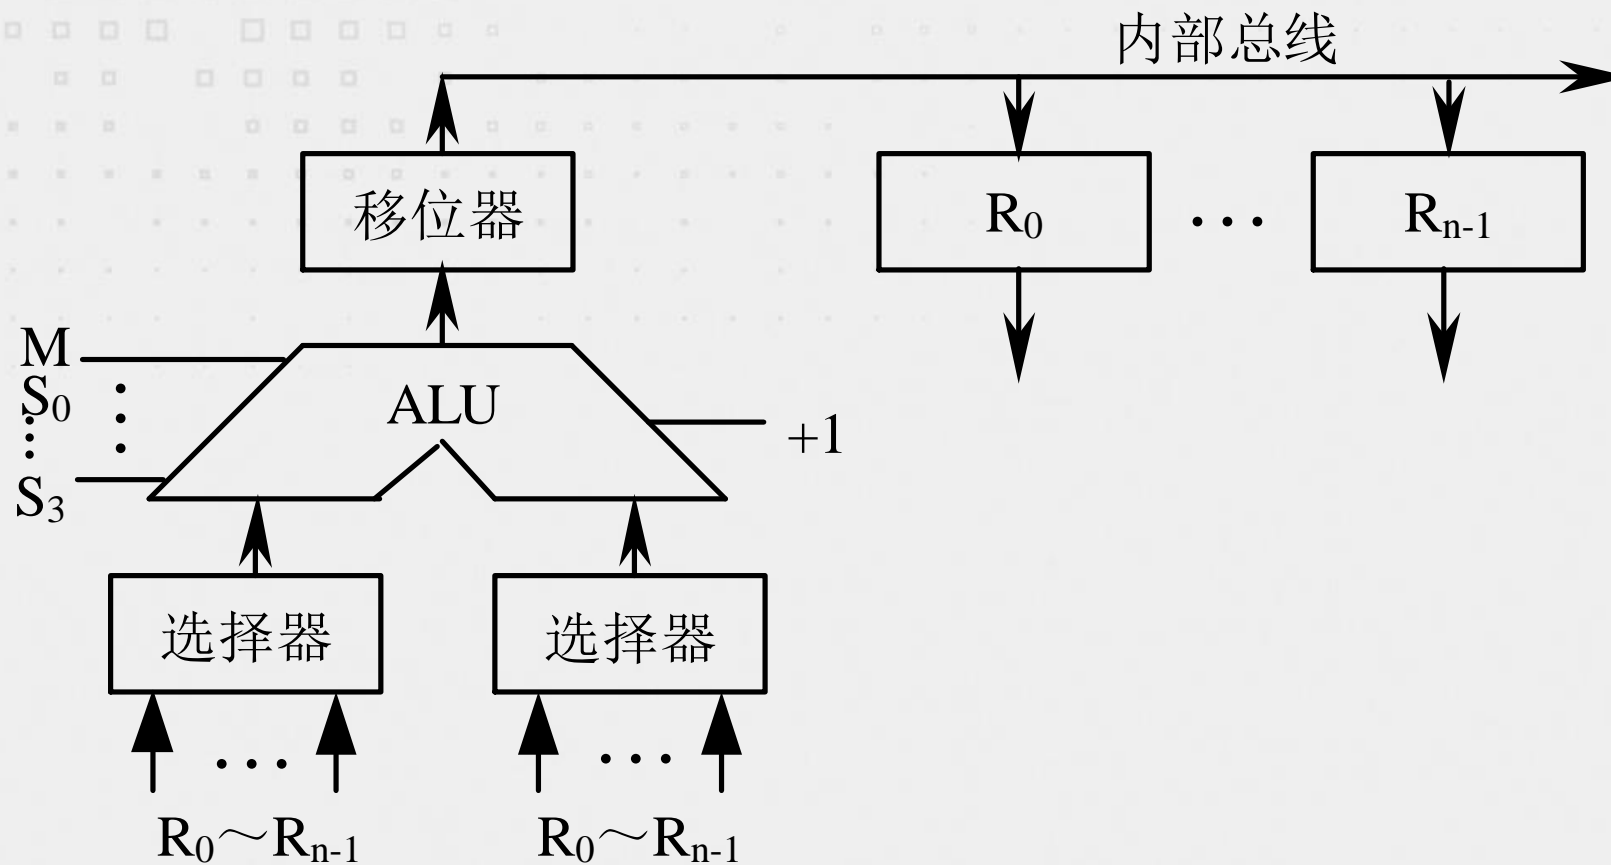 内部总线
移位器
R₀
···
Rₙ₋₁
M
S₀
⋮
S₃
ALU
+1
选择器
选择器
···
···
R₀～Rₙ₋₁
R₀～Rₙ₋₁